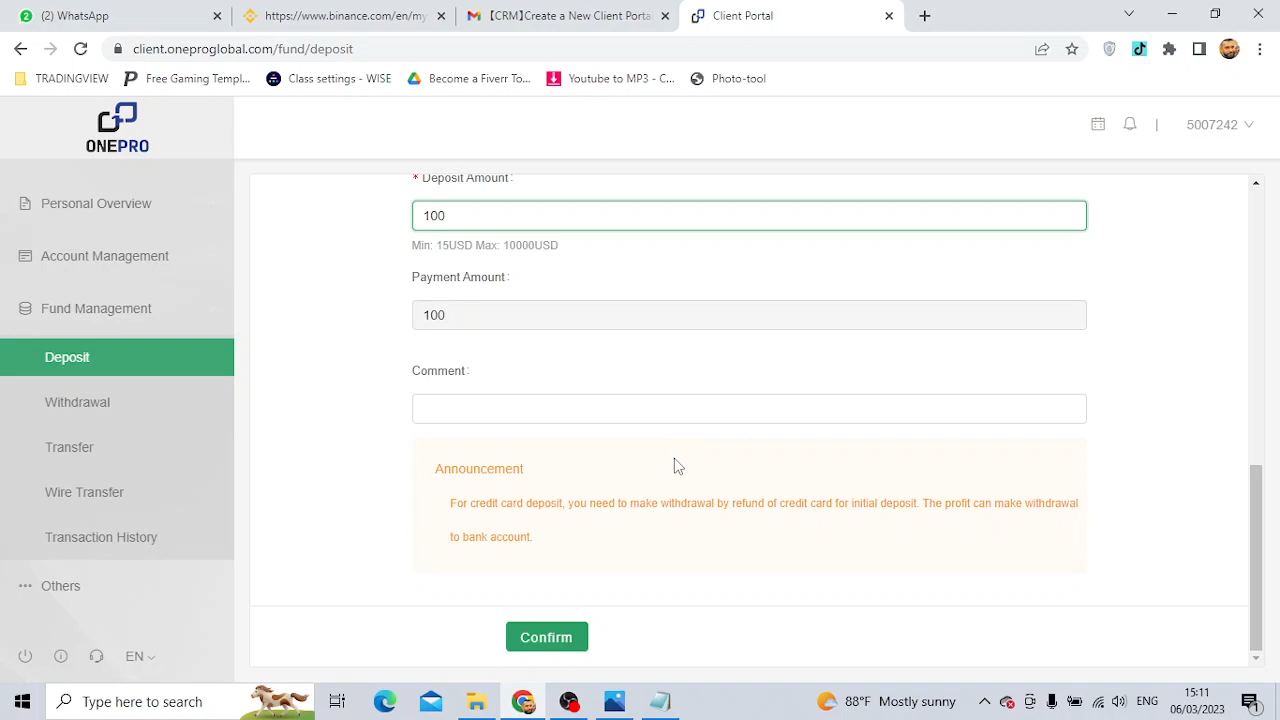 2
(2) WhatsApp
https://www.binance.com/en/my
【CRM】Create a New Client Porta
Client Portal
client.oneproglobal.com/fund/deposit
TRADINGVIEW
Free Gaming Templ...
Class settings - WISE
Become a Fiverr To...
Youtube to MP3 - C...
Photo-tool
ONEPRO
| 5007242
Personal Overview
Account Management
Fund Management
Deposit
Withdrawal
Transfer
Wire Transfer
Transaction History
Others
EN
* Deposit Amount:
100
Min: 15USD Max: 10000USD
Payment Amount:
100
Comment:
Announcement
For credit card deposit, you need to make withdrawal by refund of credit card for initial deposit. The profit can make withdrawal
to bank account.
Confirm
Type here to search
88°F Mostly sunny
ENG
15:11
06/03/2023
1